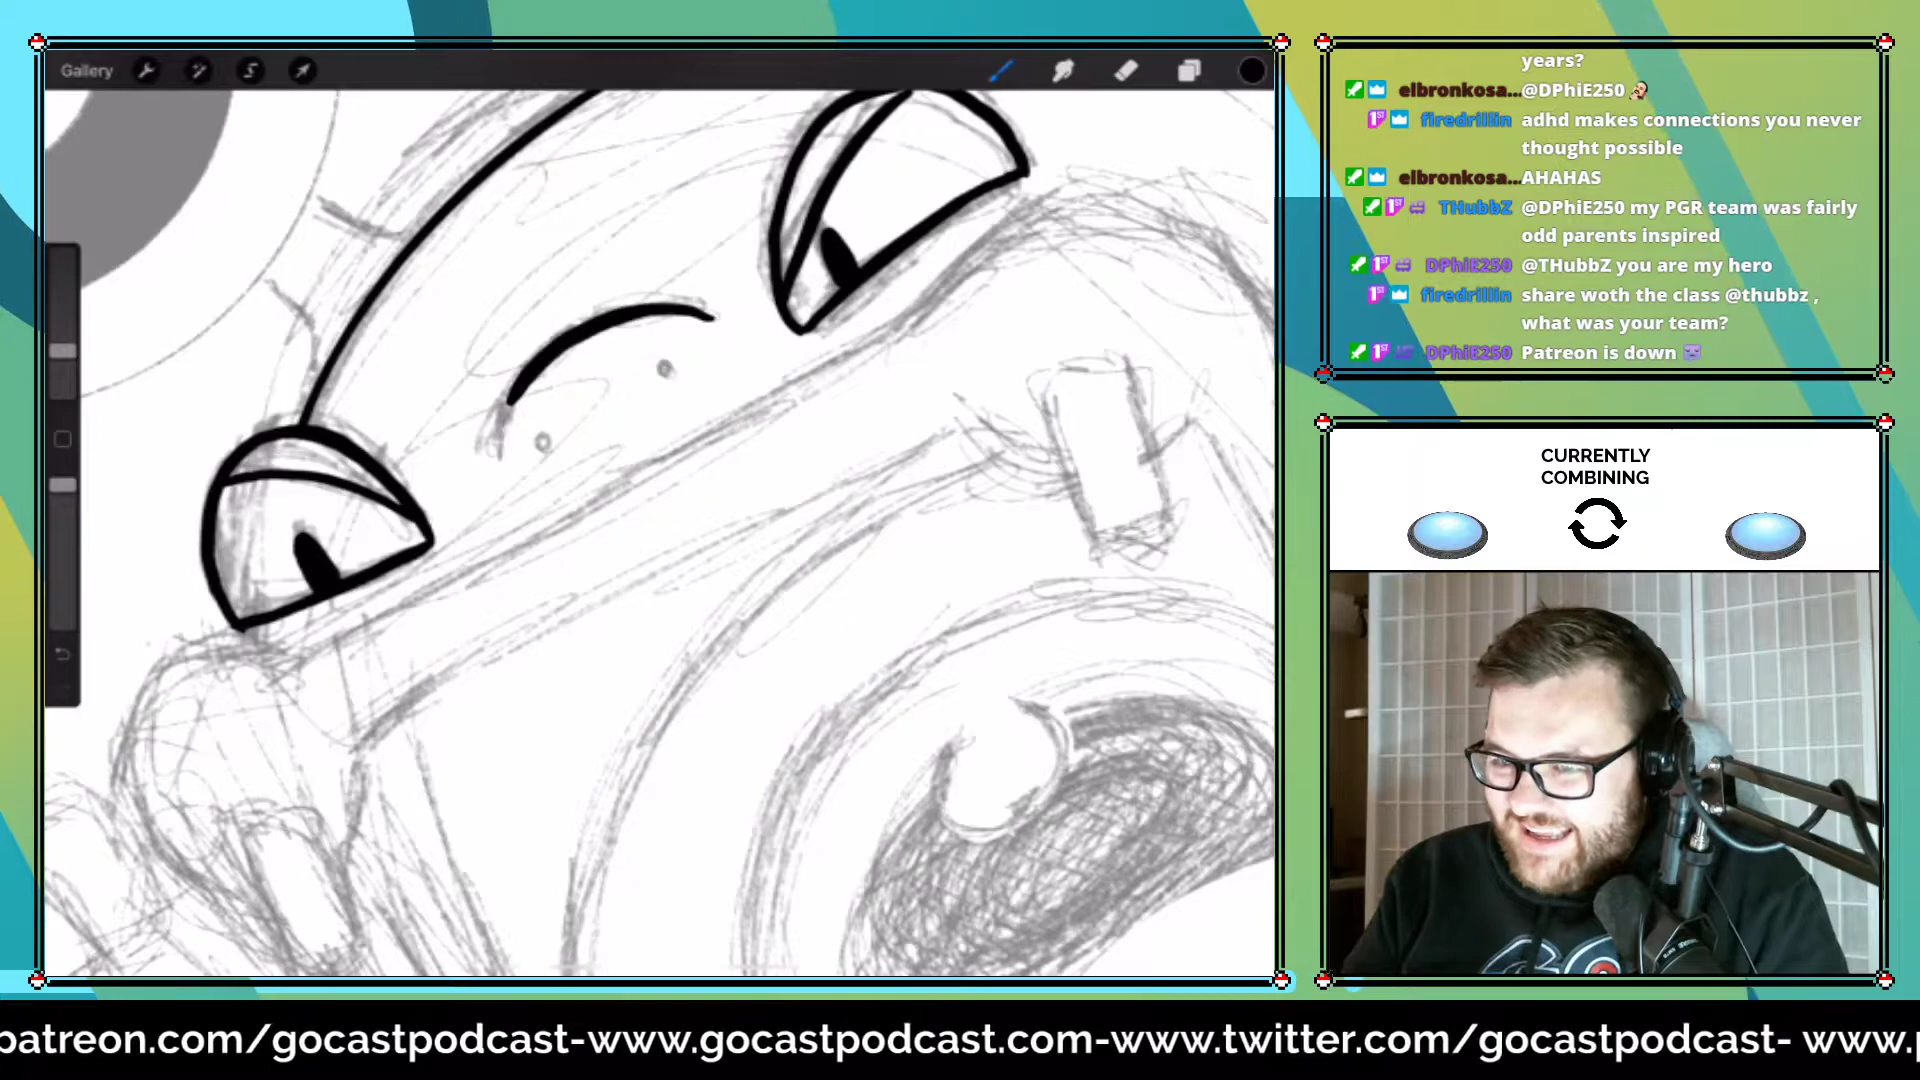 Gallery
years?
elbronkosa...@DPhiE250
firedrillin adhd makes connections you never
thought possible
elbronkosa...AHAHAS
THubbZ @DPhiE250 my PGR team was fairly
odd parents inspired
DPhiE250 @THubbZ you are my hero
firedrillin share woth the class @thubbz ,
what was your team?
DPhiE250 Patreon is down
CURRENTLY
COMBINING
patreon.com/gocastpodcast-www.gocastpodcast.com-www.twitter.com/gocastpodcast- www.